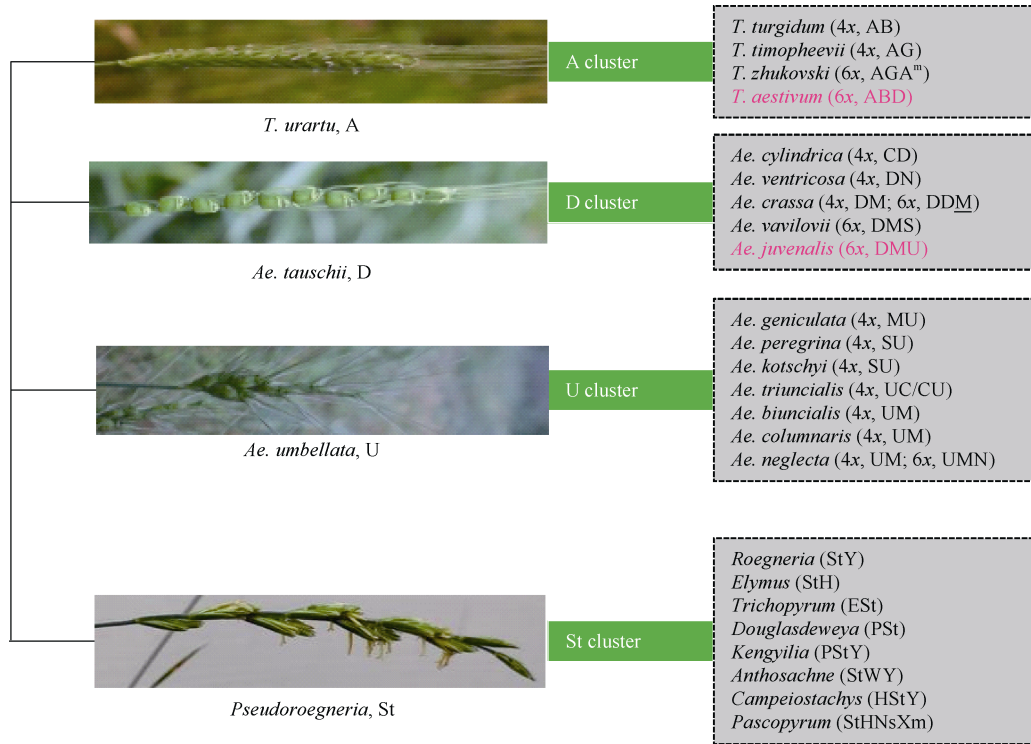 T. urartu, A
A cluster
T. turgidum (4x, AB)
T. timopheevii (4x, AG)
T. zhukovski (6x, AGAᵐ)
T. aestivum (6x, ABD)
Ae. tauschii, D
D cluster
Ae. cylindrica (4x, CD)
Ae. ventricosa (4x, DN)
Ae. crassa (4x, DM; 6x, DDM)
Ae. vavilovii (6x, DMS)
Ae. juvenalis (6x, DMU)
Ae. umbellata, U
U cluster
Ae. geniculata (4x, MU)
Ae. peregrina (4x, SU)
Ae. kotschyi (4x, SU)
Ae. triuncialis (4x, UC/CU)
Ae. biuncialis (4x, UM)
Ae. columnaris (4x, UM)
Ae. neglecta (4x, UM; 6x, UMN)
Pseudoroegneria, St
St cluster
Roegneria (StY)
Elymus (StH)
Trichopyrum (ESt)
Douglasdeweya (PSt)
Kengyilia (PStY)
Anthosachne (StWY)
Campeiostachys (HStY)
Pascopyrum (StHNsXm)